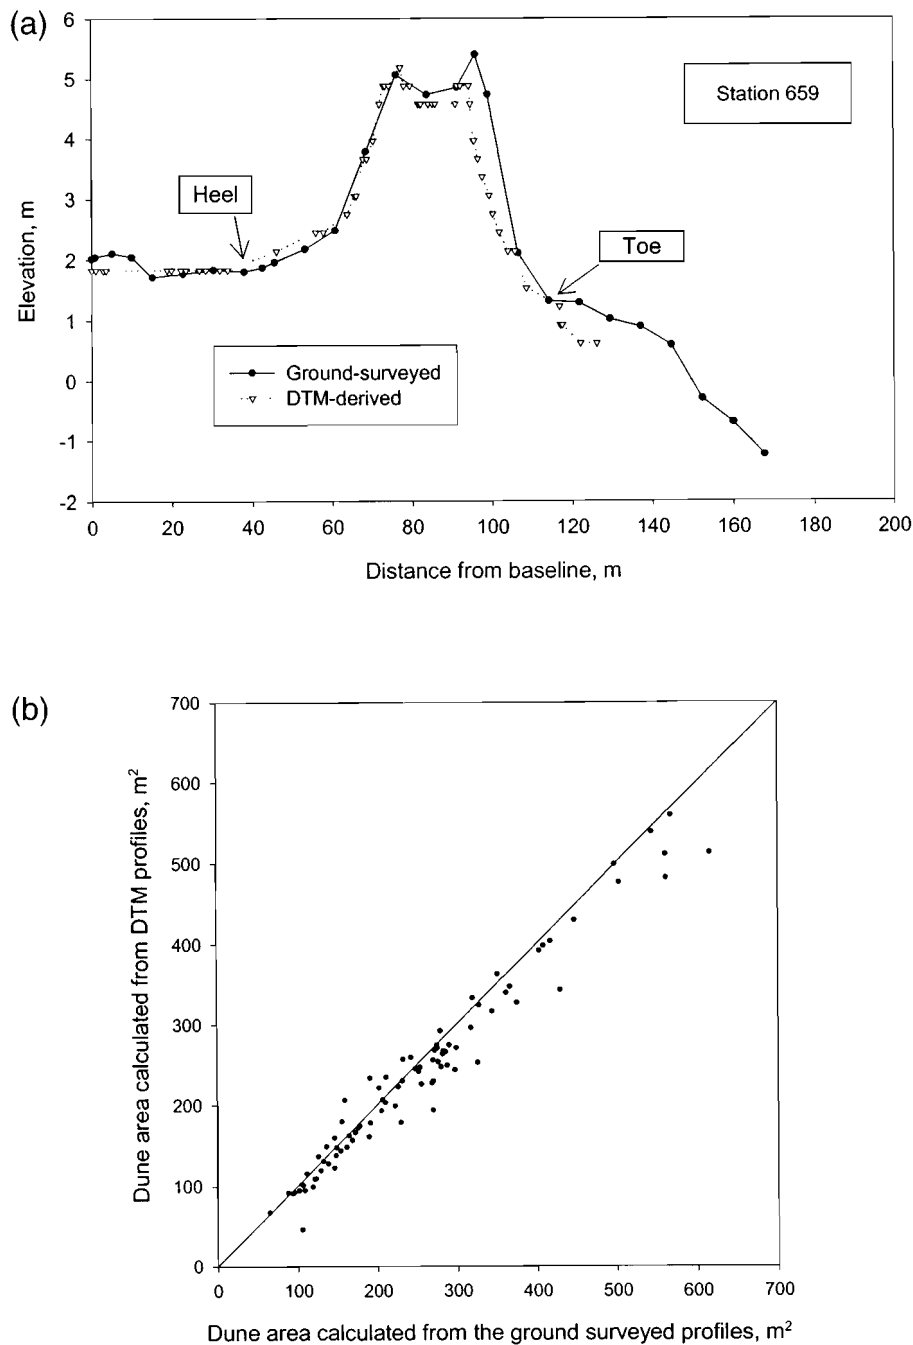 (a)
6
5
4
3
2
1
0
-1
-2
Elevation, m
Station 659
Heel
Toe
Ground-surveyed
DTM-derived
0 20 40 60 80 100 120 140 160 180 200
Distance from baseline, m
(b)
700
600
500
400
300
200
100
0
Dune area calculated from DTM profiles, m²
0 100 200 300 400 500 600 700
Dune area calculated from the ground surveyed profiles, m²